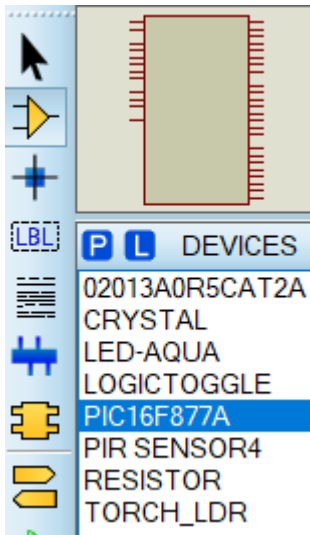 LBL
P L DEVICES
02013A0R5CAT2A
CRYSTAL
LED-AQUA
LOGICTOGGLE
PIC16F877A
PIR SENSOR4
RESISTOR
TORCH_LDR